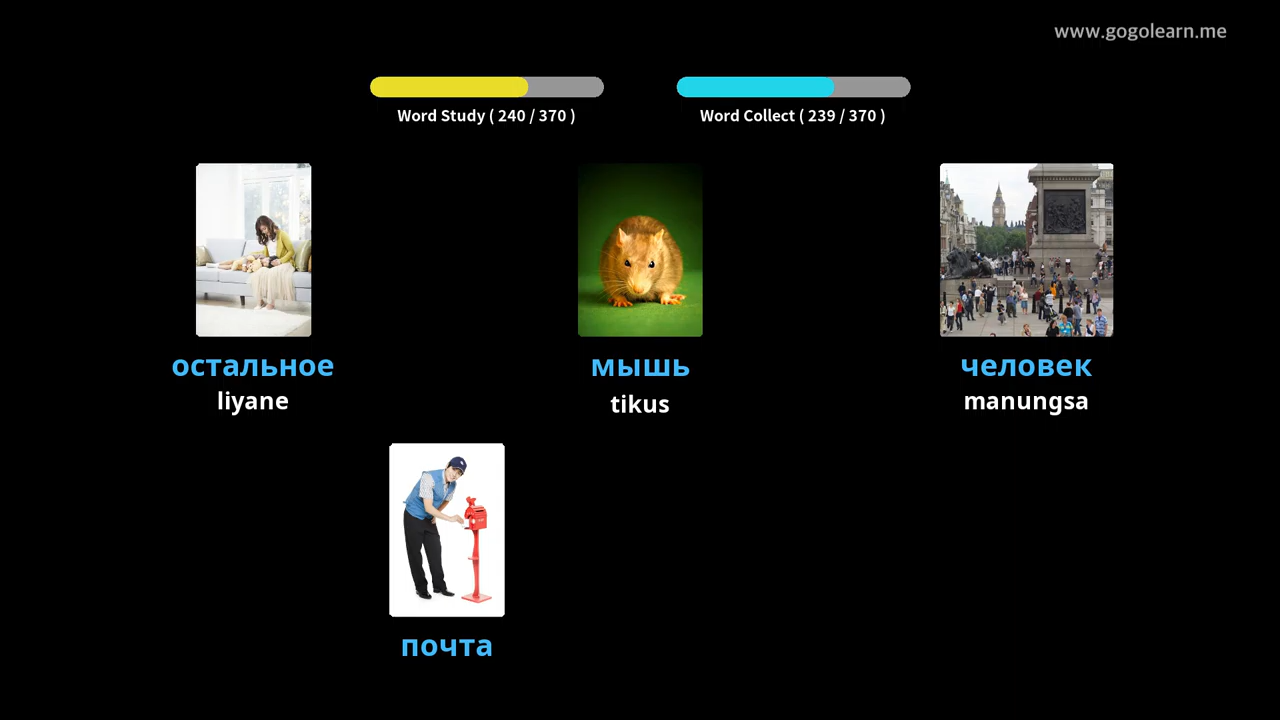 www.gogolearn.me
Word Study ( 240 / 370 )
Word Collect ( 239 / 370 )
остальное
мышь
человек
liyane
tikus
manungsa
почта